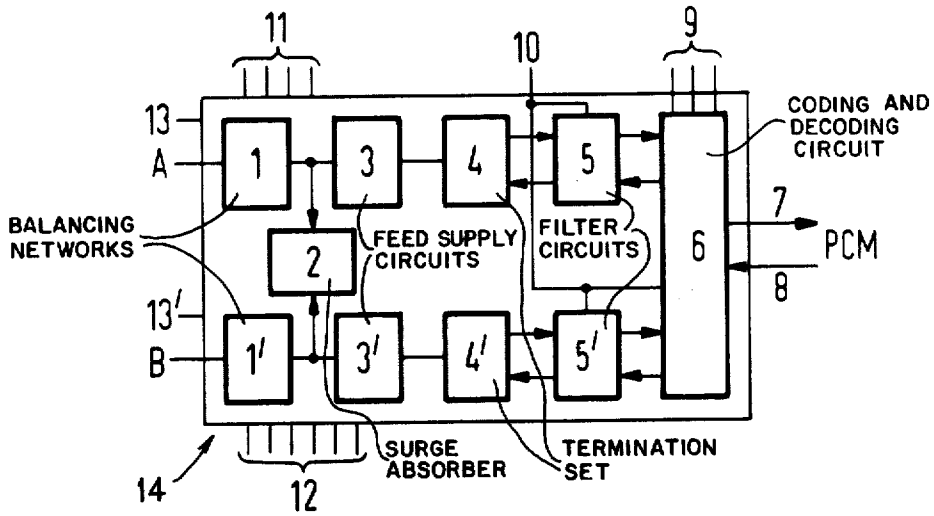 11
9
10
13
A
1
3
4
5
CODING AND
DECODING
CIRCUIT
BALANCING
NETWORKS
2
FEED SUPPLY
CIRCUITS
FILTER
CIRCUITS
6
7
PCM
8
13'
B
1'
3'
4'
5'
14
12
SURGE
ABSORBER
TERMINATION
SET